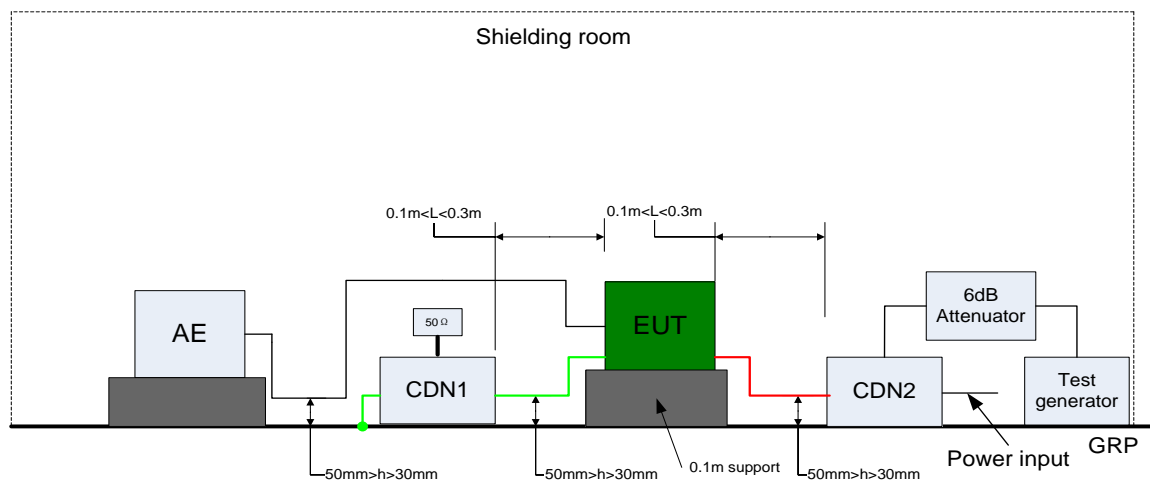 Shielding room
0.1m<L<0.3m
0.1m<L<0.3m
AE
50Ω
CDN1
EUT
6dB
Attenuator
CDN2
Test
generator
GRP
Power input
50mm>h>30mm
50mm>h>30mm
0.1m support
50mm>h>30mm